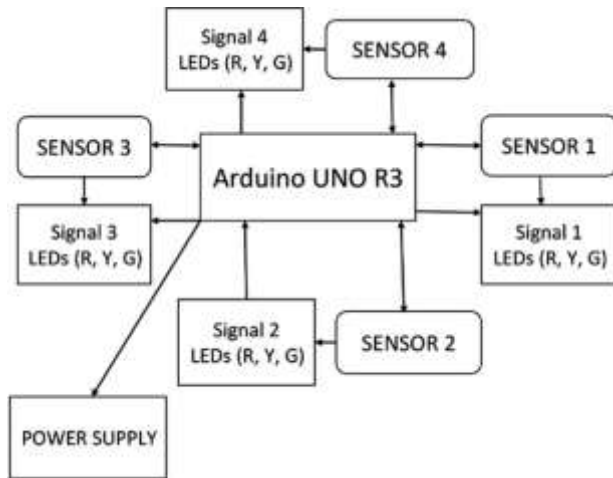 Signal 4
LEDs (R, Y, G)
SENSOR 4
SENSOR 3
Arduino UNO R3
SENSOR 1
Signal 3
LEDs (R, Y, G)
Signal 1
LEDs (R, Y, G)
Signal 2
LEDs (R, Y, G)
SENSOR 2
POWER SUPPLY